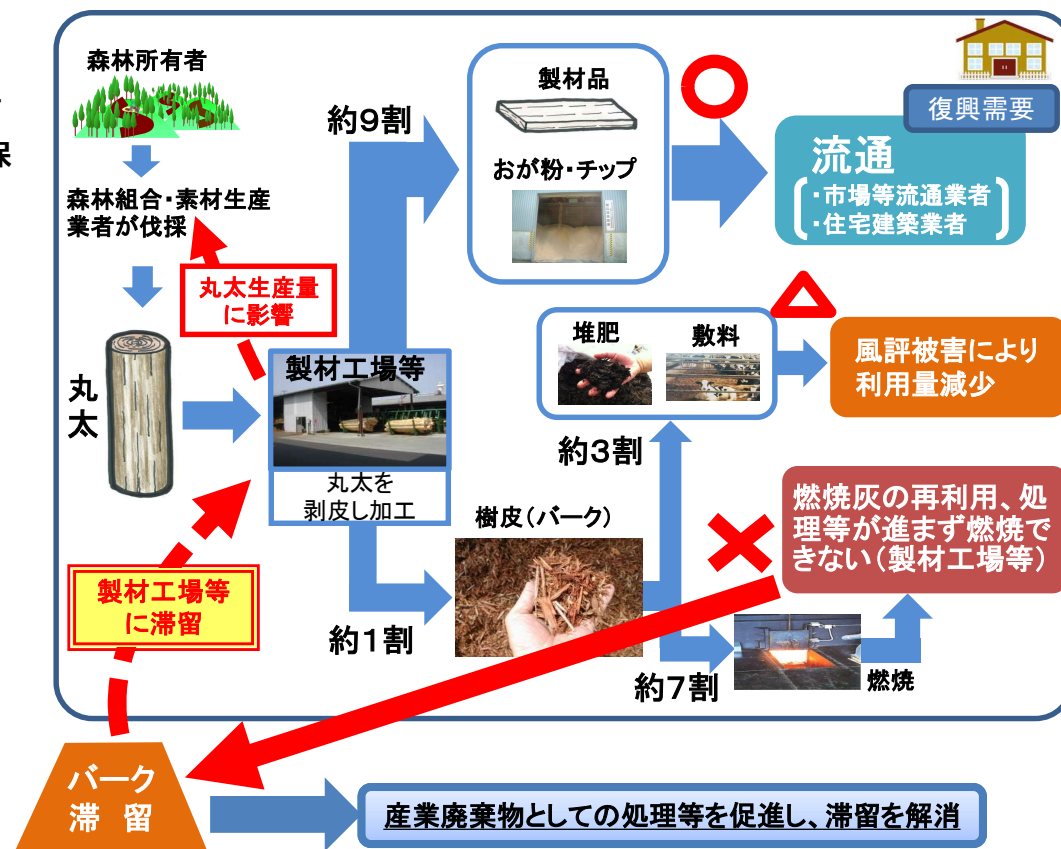 保
森林所有者
森林組合・素材生産
業者が伐採
丸太生産量
に影響
丸
太
製材工場等
丸太を
剥皮し加工
約9割
製材品
おが粉・チップ
復興需要
流通
・市場等流通業者
・住宅建築業者
堆肥
敷料
風評被害により
利用量減少
約3割
樹皮(バーク)
約1割
約7割
燃焼
燃焼灰の再利用、処
理等が進まず燃焼で
きない(製材工場等)
製材工場等
に滞留
バーク
滞 留
産業廃棄物としての処理等を促進し、滞留を解消